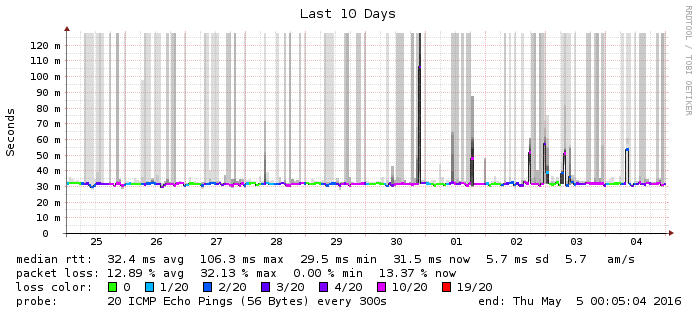 Last 10 Days
RRDTOOL / TOBI OETIKER
Seconds
120 m
110 m
100 m
90 m
80 m
70 m
60 m
50 m
40 m
30 m
20 m
10 m
0
25 26 27 28 29 30 01 02 03 04
median rtt: 32.4 ms avg 106.3 ms max 29.5 ms min 31.5 ms now 5.7 ms sd 5.7 am/s
packet loss: 12.89 % avg 32.13 % max 0.00 % min 13.37 % now
loss color: 0 1/20 2/20 3/20 4/20 10/20 19/20
probe: 20 ICMP Echo Pings (56 Bytes) every 300s end: Thu May 5 00:05:04 2016